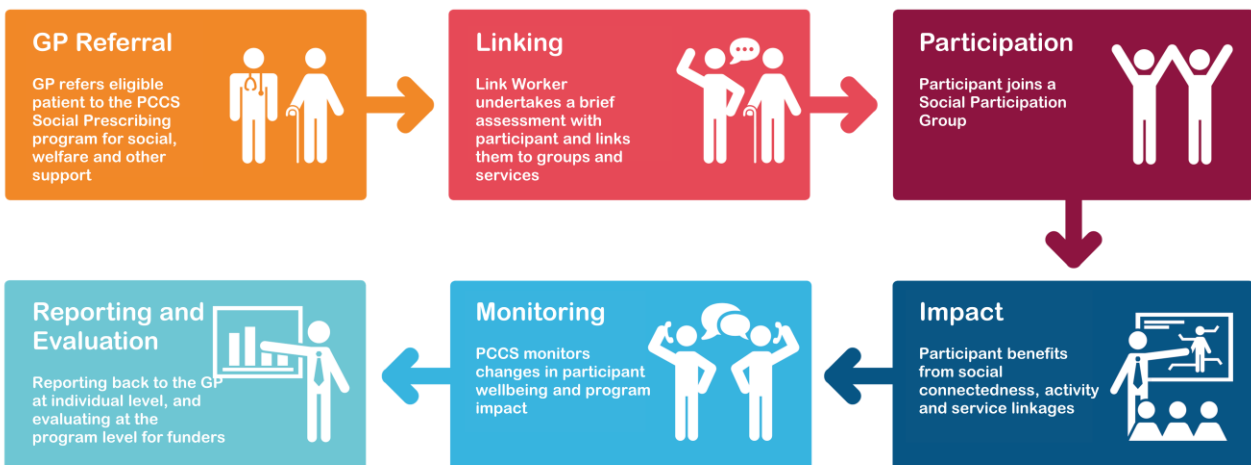 GP Referral
GP refers eligible
patient to the PCCS
Social Prescribing
program for social,
welfare and other
support
Linking
Link Worker
undertakes a brief
assessment with
participant and links
them to groups and
services
Participation
Participant joins a
Social Participation
Group
Impact
Participant benefits
from social
connectedness, activity
and service linkages
Monitoring
PCCS monitors
changes in participant
wellbeing and program
impact
Reporting and
Evaluation
Reporting back to the GP
at individual level, and
evaluating at the
program level for funders